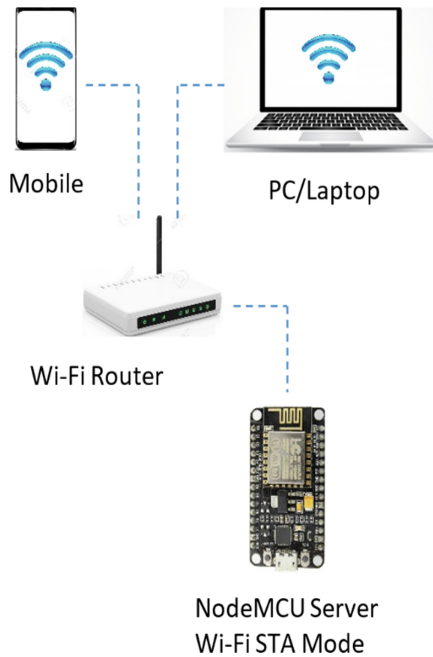 Mobile
PC/Laptop
Wi-Fi Router
NodeMCU Server
Wi-Fi STA Mode